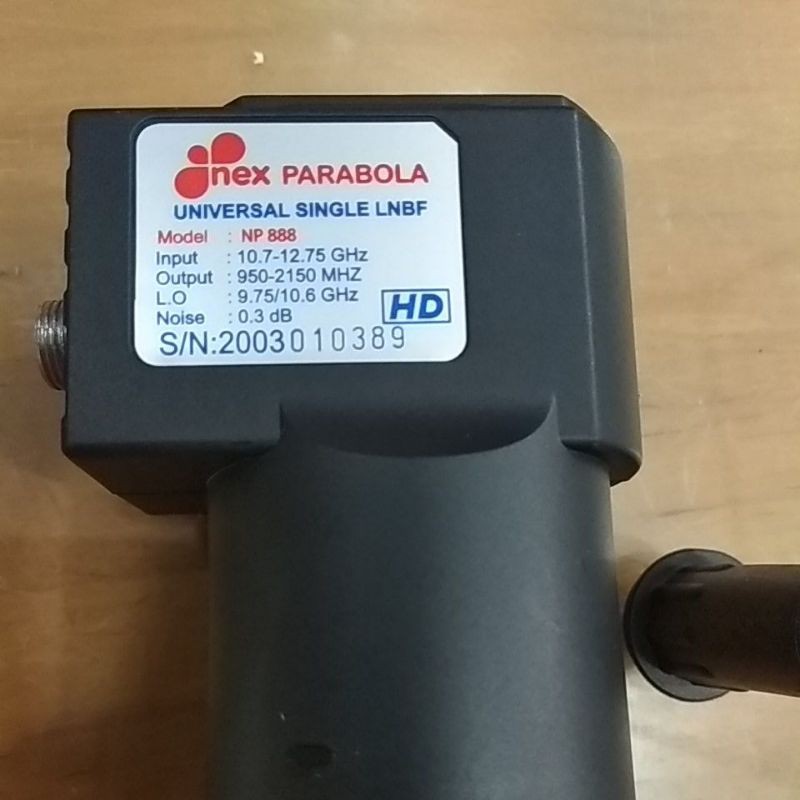 nex PARABOLA
UNIVERSAL SINGLE LNBF
Model : NP 888
Input : 10.7-12.75 GHz
Output : 950-2150 MHZ
L.O : 9.75/10.6 GHz
Noise : 0.3 dB
HD
S/N:2003010389